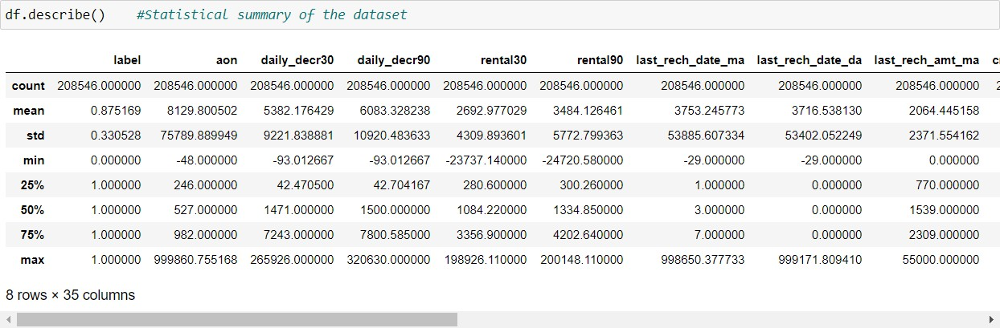 df.describe() #Statistical summary of the dataset
label aon daily_decr30 daily_decr90 rental30 rental90 last_rech_date_ma last_rech_date_da last_rech_amt_ma
count 208546.000000 208546.000000 208546.000000 208546.000000 208546.000000 208546.000000 208546.000000 208546.000000 208546.000000
mean 0.875169 8129.800502 5382.176429 6083.328238 2692.977029 3484.126461 3753.245773 3716.538130 2064.445158
std 0.330528 75789.889949 9221.838881 10920.483633 4309.893601 5772.799363 53885.607334 53402.052249 2371.554162
min 0.000000 -48.000000 -93.012667 -93.012667 -23737.140000 -24720.580000 -29.000000 -29.000000 0.000000
25% 1.000000 246.000000 42.470500 42.704167 280.600000 300.260000 1.000000 0.000000 770.000000
50% 1.000000 527.000000 1471.000000 1500.000000 1084.220000 1334.850000 3.000000 0.000000 1539.000000
75% 1.000000 982.000000 7243.000000 7800.585000 3356.900000 4202.640000 7.000000 0.000000 2309.000000
max 1.000000 999860.755168 265926.000000 320630.000000 198926.110000 200148.110000 998650.377733 999171.809410 55000.000000
8 rows × 35 columns